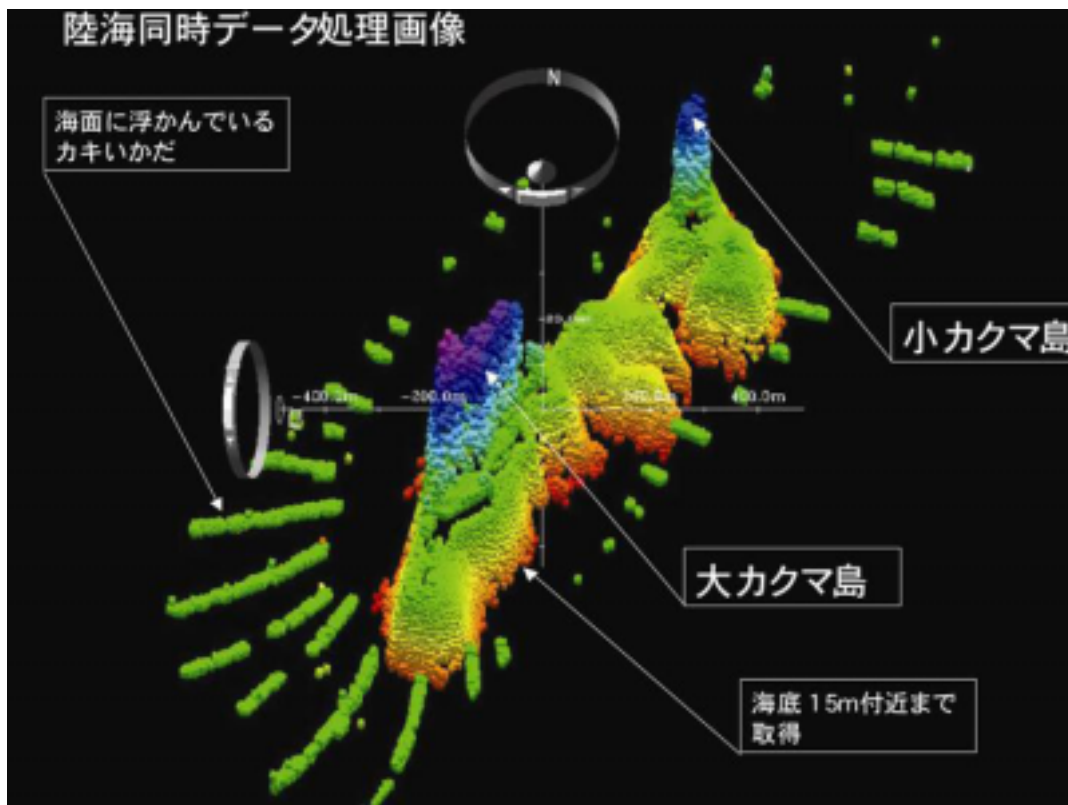 陸海同時データ処理画像
海面に浮かんでいる
カキいかだ
N
小カクマ島
-400.0m
-200.0m
400.0m
大カクマ島
海底 15m付近まで
取得